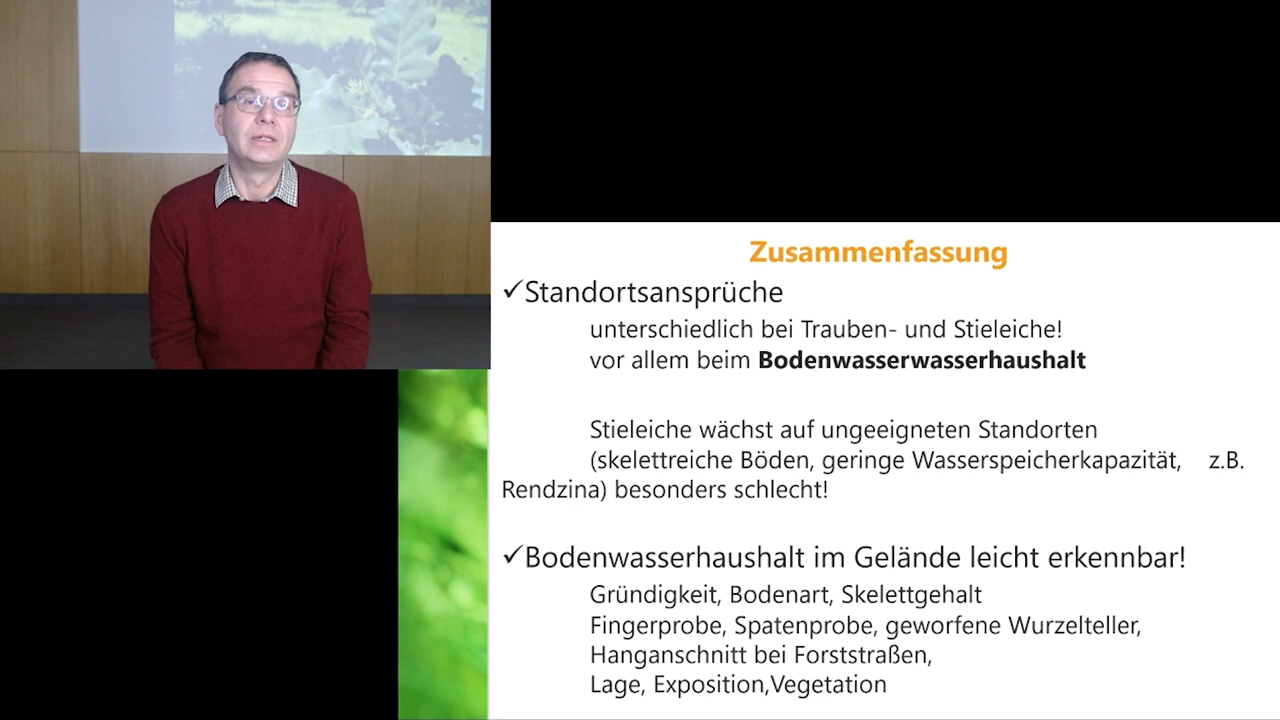 Zusammenfassung
✓Standortsansprüche
unterschiedlich bei Trauben- und Stieleiche!
vor allem beim Bodenwasserwasserhaushalt
Stieleiche wächst auf ungeeigneten Standorten
(skelettreiche Böden, geringe Wasserspeicherkapazität, z.B.
Rendzina) besonders schlecht!
✓Bodenwasserhaushalt im Gelände leicht erkennbar!
Gründigkeit, Bodenart, Skelettgehalt
Fingerprobe, Spatenprobe, geworfene Wurzelteller,
Hanganschnitt bei Forststraßen,
Lage, Exposition,Vegetation